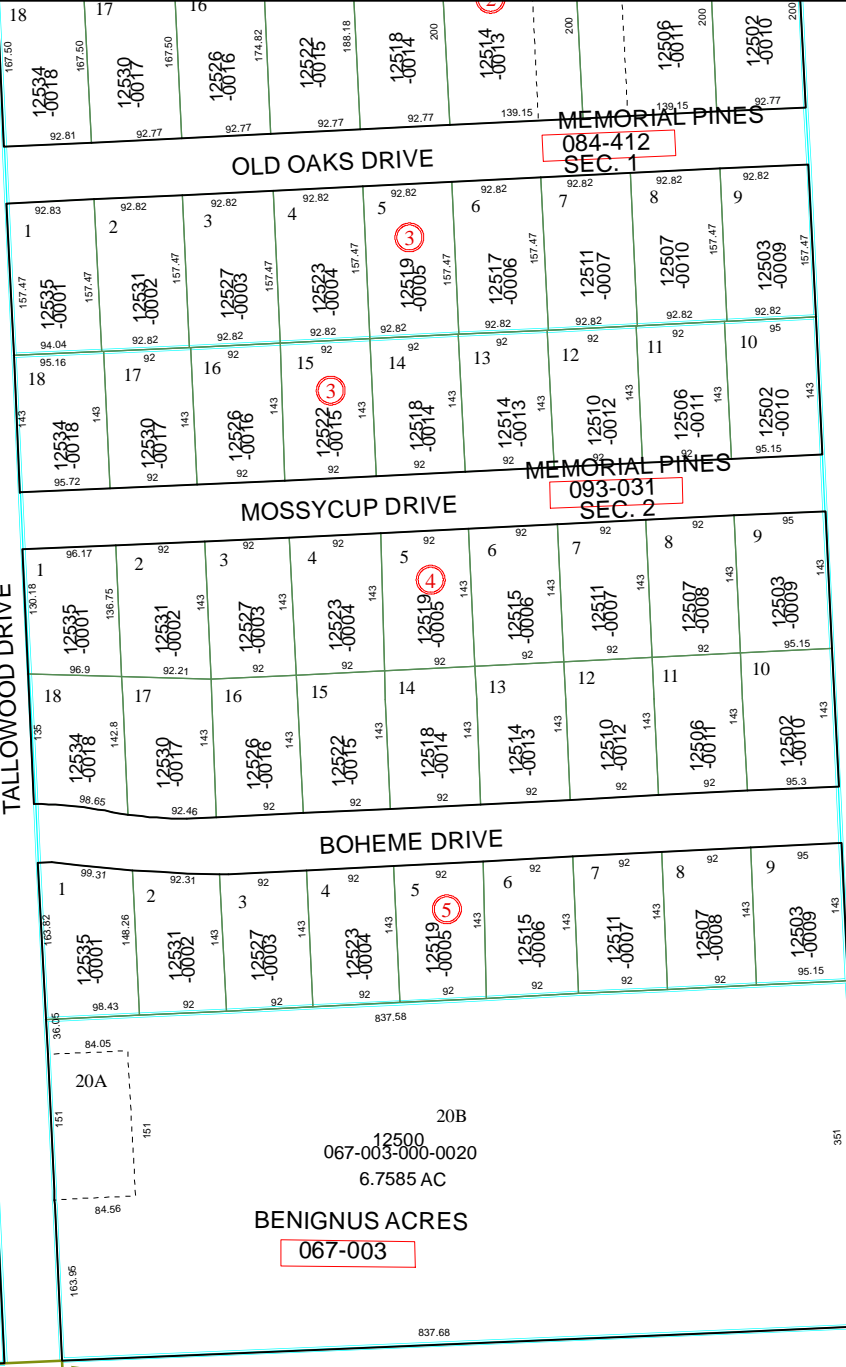 18 17 16 2
167.50 12534 -0018 167.50 12530 -0017 167.50 12526 -0016 174.82 12522 -0015 188.18 12518 -0014 200 12514 -0013 200 12506 -0011 200 12502 -0010 200
92.81 92.77 92.77 92.77 92.77 139.15 139.15 92.77
MEMORIAL PINES
084-412
SEC. 1
OLD OAKS DRIVE
92.83 92.82 92.82 92.82 92.82 92.82 92.82 92.82 92.82
1 2 3 4 5 6 7 8 9
3
157.47 12535 -0001 157.47 12531 -0002 157.47 12527 -0003 12523 -0004 157.47 12519 -0005 157.47 12517 -0006 157.47 12511 -0007 12507 -0010 157.47 12503 -0009 157.47
94.04 92.82 92.82 92.82 92.82 92.82 92.82 92.82 92.82
95.16 92 92 92 92 92 92 92 95
18 17 16 15 14 13 12 11 10
3
143 12534 -0018 143 12530 -0017 143 12526 -0016 143 12522 -0015 143 12518 -0014 143 12514 -0013 143 12510 -0012 143 12506 -0011 143 12502 -0010 143
95.72 92 92 92 92 92 92 92 95.15
MEMORIAL PINES
093-031
SEC. 2
MOSSYCUP DRIVE
TALLOWOOD DRIVE
96.17 92 92 92 92 92 92 92 95
1 2 3 4 5 6 7 8 9
4
130.18 12535 -0001 136.75 12531 -0002 143 12527 -0003 143 12523 -0004 143 12519 -0005 143 12515 -0006 143 12511 -0007 143 12507 -0008 143 12503 -0009 143
96.9 92.21 92 92 92 92 92 92 95.15
18 17 16 15 14 13 12 11 10
135 12534 -0018 142.8 12530 -0017 143 12526 -0016 143 12522 -0015 143 12518 -0014 143 12514 -0013 143 12510 -0012 143 12506 -0011 143 12502 -0010 143
98.65 92.46 92 92 92 92 92 92 95.3
BOHEME DRIVE
99.31 92.31 92 92 92 92 92 92 95
1 2 3 4 5 6 7 8 9
5
163.82 12535 -0001 148.26 12531 -0002 143 12527 -0003 143 12523 -0004 143 12519 -0005 143 12515 -0006 143 12511 -0007 143 12507 -0008 143 12503 -0009 143
98.43 92 92 92 92 92 92 92 95.15
36.05 837.58
84.05
20A
151 151
84.56
20B
12500
067-003-000-0020
6.7585 AC
351
BENIGNUS ACRES
067-003
163.95
837.68